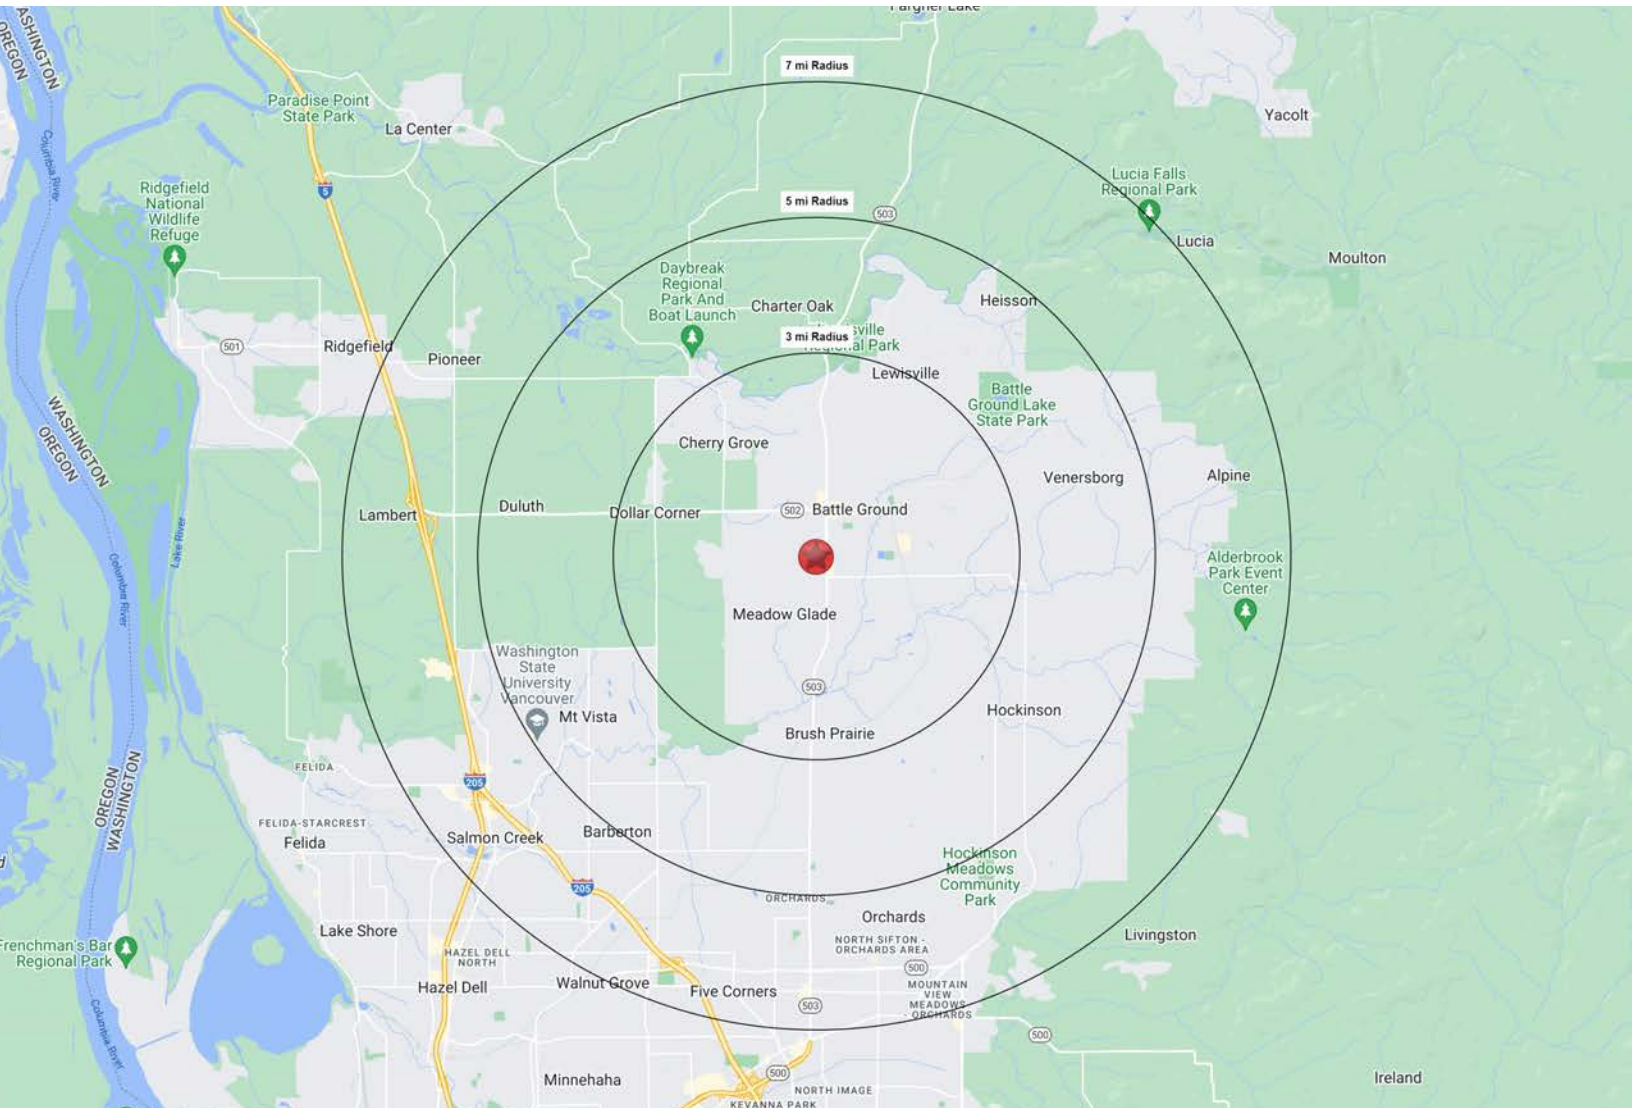 Fargher Lake
WASHINGTON
OREGON
7 mi Radius
Paradise Point
State Park
La Center
Yacolt
Columbia River
5
Ridgefield
National
Wildlife
Refuge
Lucia Falls
Regional Park
5 mi Radius
503
Lucia
Moulton
Daybreak
Regional
Park And
Boat Launch
Charter Oak
Heisson
3 mi Radius
Regional Park
501
Ridgefield
Pioneer
Lewisville
Battle
Ground Lake
State Park
WASHINGTON
OREGON
Cherry Grove
Venersborg
Alpine
Lambert
Duluth
Dollar Corner
502
Battle Ground
Lake River
Columbia River
Alderbrook
Park Event
Center
Meadow Glade
Washington
State
University
Vancouver
503
Mt Vista
Hockinson
Brush Prairie
FELIDA
205
OREGON
WASHINGTON
FELIDA-STARCREST
Felida
Salmon Creek
Barberton
Hockinson
Meadows
Community
Park
205
ORCHARDS
Orchards
Lake Shore
Livingston
Frenchman's Bar
Regional Park
HAZEL DELL
NORTH
NORTH SIFTON -
ORCHARDS AREA
500
Hazel Dell
Walnut Grove
Five Corners
MOUNTAIN
VIEW
MEADOWS
- ORCHARDS
503
Columbia River
500
Minnehaha
500
NORTH IMAGE
KEVANNA PARK
Ireland